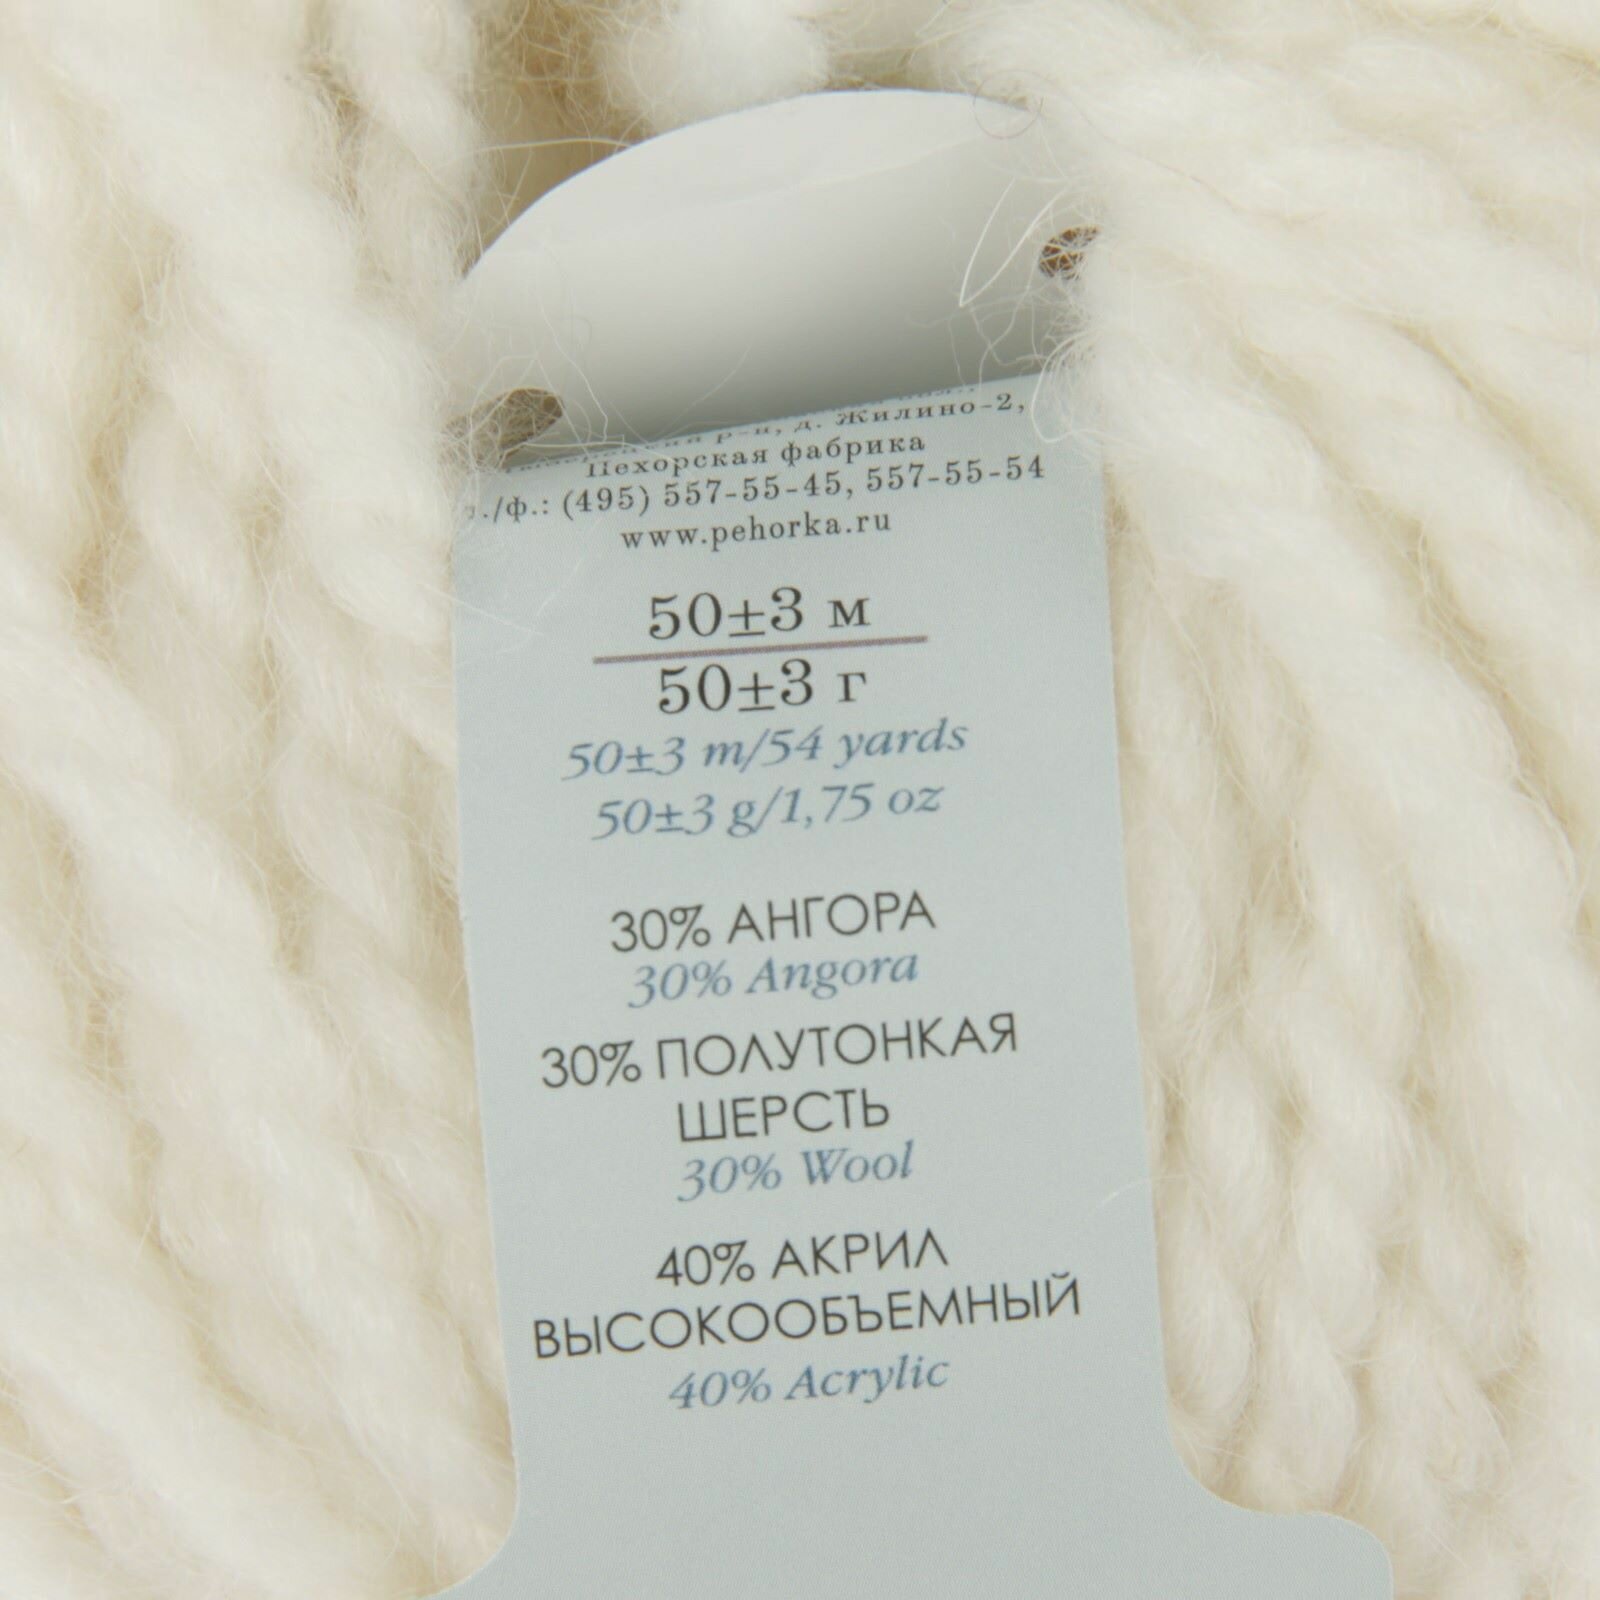 р-н, д. Жилино-2,
Пехорская фабрика
./ф.: (495) 557-55-45, 557-55-54
www.pehorka.ru
50±3 м
50±3 г
50±3 m/54 yards
50±3 g/1,75 oz
30% АНГОРА
30% Angora
30% ПОЛУТОНКАЯ
ШЕРСТЬ
30% Wool
40% АКРИЛ
ВЫСОКООБЪЕМНЫЙ
40% Acrylic